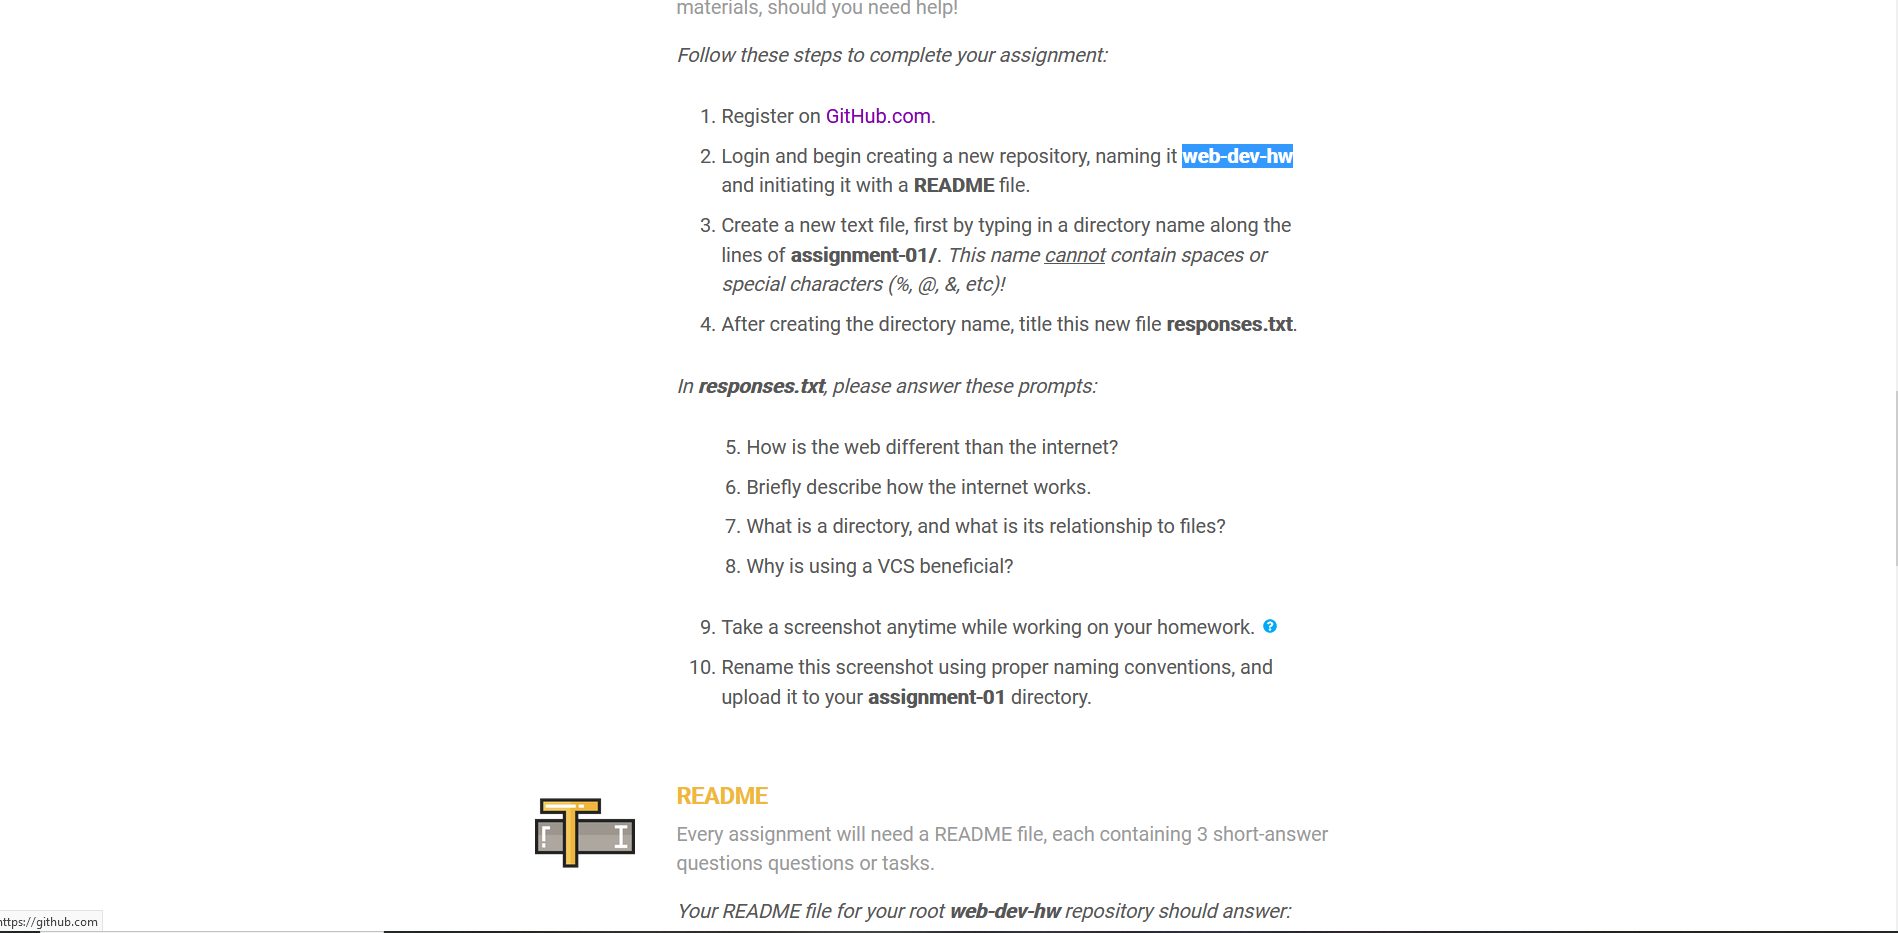 materials, should you need help!
Follow these steps to complete your assignment:
1. Register on GitHub.com.
2. Login and begin creating a new repository, naming it web-dev-hw
and initiating it with a README file.
3. Create a new text file, first by typing in a directory name along the
lines of assignment-01/. This name cannot contain spaces or
special characters (%, @, &, etc)!
4. After creating the directory name, title this new file responses.txt.
In responses.txt, please answer these prompts:
5. How is the web different than the internet?
6. Briefly describe how the internet works.
7. What is a directory, and what is its relationship to files?
8. Why is using a VCS beneficial?
9. Take a screenshot anytime while working on your homework. ?
10. Rename this screenshot using proper naming conventions, and
upload it to your assignment-01 directory.
README
Every assignment will need a README file, each containing 3 short-answer
questions questions or tasks.
Your README file for your root web-dev-hw repository should answer:
https://github.com